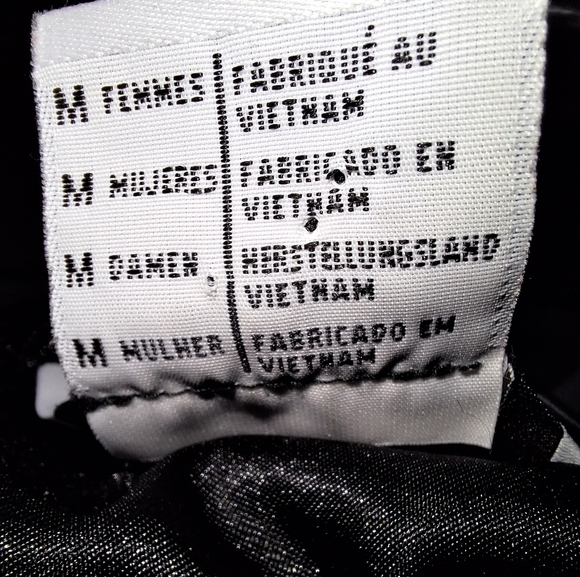 M FEMMES
FABRIQUÉ AU
VIETNAM
M MUJERES
FABRICADO EN
VIETNAM
M DAMEN
HERSTELLUNGSLAND
VIETNAM
M MULHER
FABRICADO EM
VIETNAM